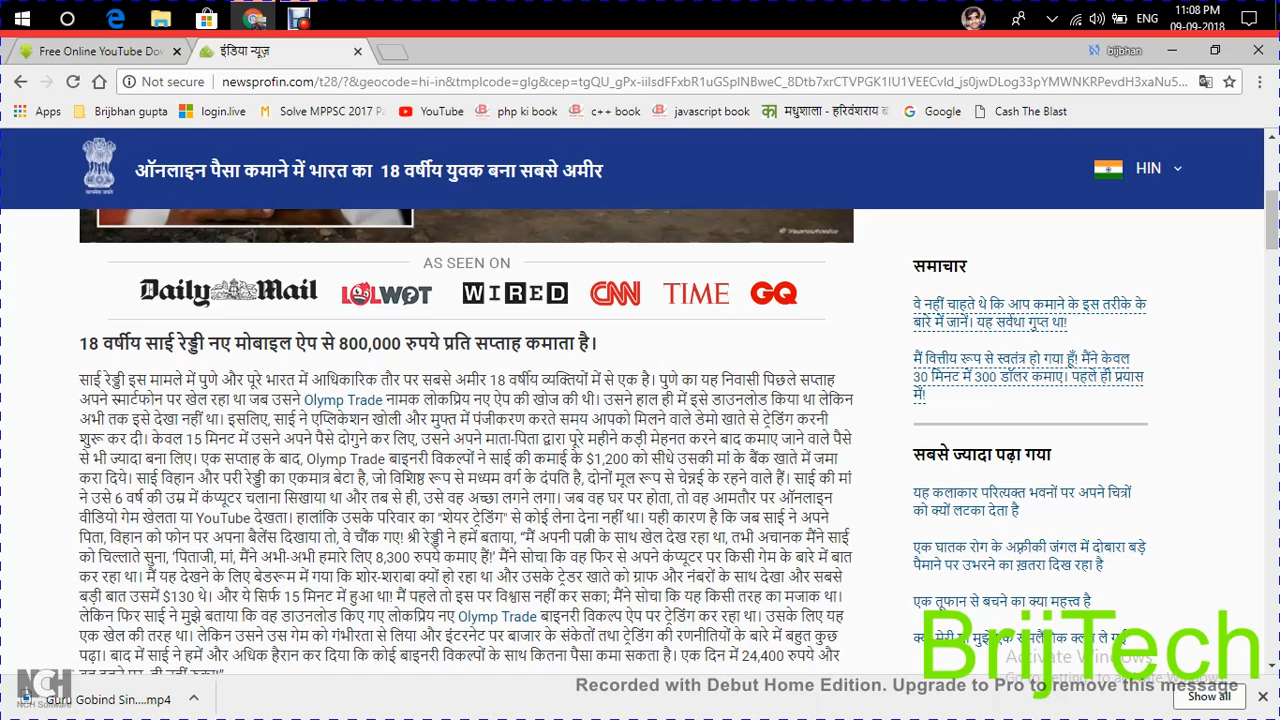 11:08 PM
ENG
09-09-2018
Free Online YouTube Do
इंडिया न्यूज़
bijbhan
Not secure
newsprofin.com/t28/?&geocode=hi-in&tmplcode=glg&cep=
Apps
Brijbhan gupta
login.live
Solve MPPSC 2017 P
YouTube
php book
c++ book
javascript book
मधुशाला - हरिवंशराय ब
Google
Cash The Blast
ऑनलाइन पैसा कमाने में भारत का 18 वर्षीय युवक बना सबसे अमीर
HIN
AS SEEN ON
Daily Mail
LOLWOT
WIRED
CNN
TIME
GQ
18 वर्षीय साई रेड्डी नए मोबाइल ऐप से 800,000 रुपये प्रति सप्ताह कमाता है।
साई रेड्डी इस मामले में पुणे और पूरे भारत में आधिकारिक तौर पर सबसे अमीर 18 वर्षीय व्यक्तियों में से एक है। पुणे का यह निवासी पिछले सप्ताह
अपने स्मार्टफोन पर खेल रहा था जब उसने Olymp Trade नामक लोकप्रिय नए ऐप की खोज की थी। उसने हाल ही में इसे डाउनलोड किया था लेकिन
अभी तक इसे देखा नहीं था। इसलिए, साई ने एप्लिकेशन खोली और मुफ्त में पंजीकरण करते समय आपको मिलने वाले डेमो खाते से ट्रेडिंग करनी
शुरू कर दी। केवल 15 मिनट में उसने अपने पैसे दोगुने कर लिए, उसने अपने माता-पिता द्वारा पूरे महीने कड़ी मेहनत करने बाद कमाए जाने वाले पैसे
से भी ज्यादा बना लिए। एक सप्ताह के बाद, Olymp Trade बाइनरी विकल्पों ने साई की कमाई के $1,200 को सीधे उसकी मां के बैंक खाते में जमा
करा दिये। साई विहान और परी रेड्डी का एकमात्र बेटा है, जो विशिष्ट रूप से मध्यम वर्ग के दंपति है, दोनों मूल रूप से चेन्नई के रहने वाले हैं। साई की मां
ने उसे 6 वर्ष की उम्र में कंप्यूटर चलाना सिखाया था और तब से ही, उसे वह अच्छा लगने लगा। जब वह घर पर होता, तो वह आमतौर पर ऑनलाइन
वीडियो गेम खेलता या YouTube देखता। हालांकि उसके परिवार का "शेयर ट्रेडिंग" से कोई लेना देना नहीं था। यही कारण है कि जब साई ने अपने
पिता, विहान को फोन पर अपना बैलेंस दिखाया तो, वे चौंक गए! श्री रेड्डी ने हमें बताया, “मैं अपनी पत्नी के साथ खेल देख रहा था, तभी अचानक मैंने साई
को चिल्लाते सुना, 'पिताजी, मां, मैंने अभी-अभी हमारे लिए 8,300 रुपये कमाए हैं!' मैंने सोचा कि वह फिर से अपने कंप्यूटर पर किसी गेम के बारे में बात
कर रहा था। मैं यह देखने के लिए बेडरूम में गया कि शोर-शराबा क्यों हो रहा था और उसके ट्रेडर खाते को ग्राफ और नंबरों के साथ देखा और सबसे
बड़ी बात उसमें $130 थे। और ये सिर्फ 15 मिनट में हुआ था! मैं पहले तो इस पर विश्वास नहीं कर सका; मैंने सोचा कि यह किसी तरह का मजाक था।
लेकिन फिर साई ने मुझे बताया कि वह डाउनलोड किए गए लोकप्रिय नए Olymp Trade बाइनरी विकल्प ऐप पर ट्रेडिंग कर रहा था। उसके लिए यह
एक खेल की तरह था। लेकिन उसने उस गेम को गंभीरता से लिया और इंटरनेट पर बाजार के संकेतों तथा ट्रेडिंग की रणनीतियों के बारे में बहुत कुछ
पढ़ा। बाद में साई ने हमें और अधिक हैरान कर दिया कि कोई बाइनरी विकल्पों के साथ कितना पैसा कमा सकता है। एक दिन में 24,400 रुपये और
समाचार
वे नहीं चाहते थे कि आप कमाने के इस तरीके के
बारे में जानें। यह सर्वथा गुप्त था!
मैं वित्तीय रूप से स्वतंत्र हो गया हूँ! मैंने केवल
30 मिनट में 300 डॉलर कमाए। पहले ही प्रयास
में!
सबसे ज्यादा पढ़ा गया
यह कलाकार परित्यक्त भवनों पर अपने चित्रों
को क्यों लटका देता है
एक घातक रोग के अफ़्रीकी जंगल में दोबारा बड़े
पैमाने पर उभरने का ख़तरा दिख रहा है
एक तूफान से बचने का क्या महत्त्व है
BrijTech
Activate Windows
Recorded with Debut Home Edition. Upgrade to Pro to remove this message
NCH Software
Guru Gobind Sin....mp4
Show all